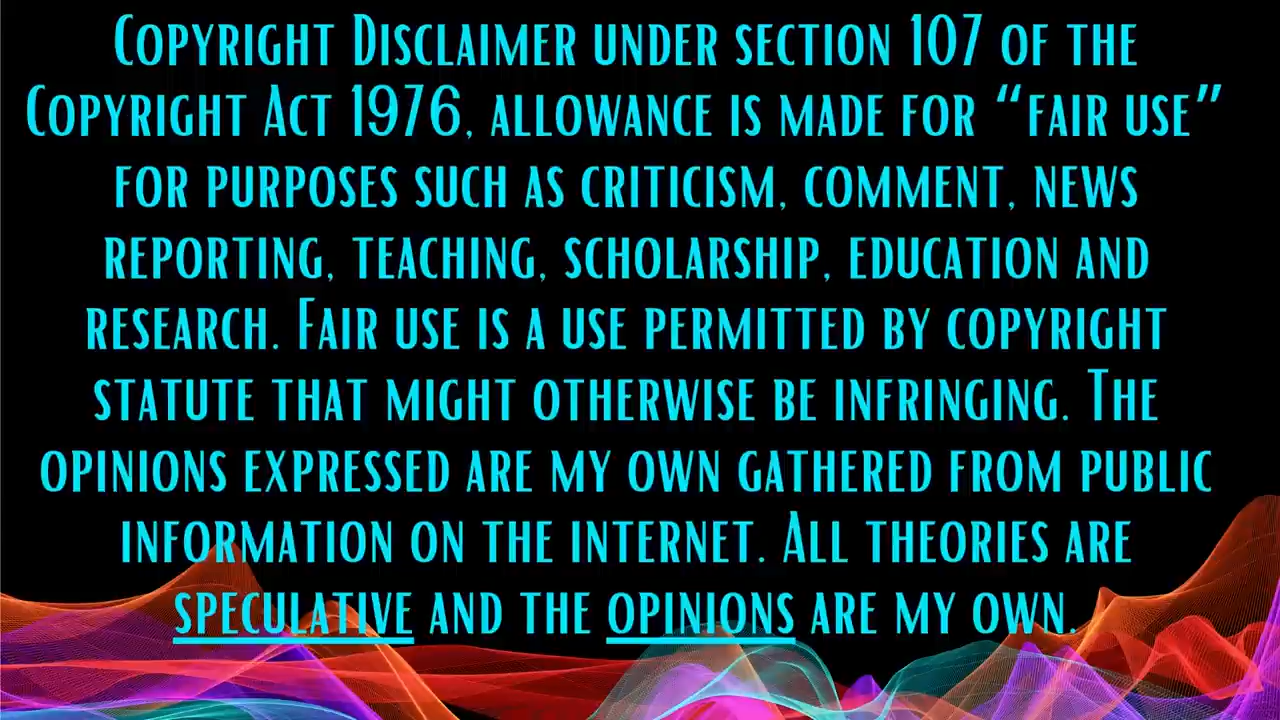 Copyright Disclaimer under section 107 of the
Copyright Act 1976, allowance is made for “fair use”
for purposes such as criticism, comment, news
reporting, teaching, scholarship, education and
research. Fair use is a use permitted by copyright
statute that might otherwise be infringing. The
opinions expressed are my own gathered from public
information on the internet. All theories are
speculative and the opinions are my own.